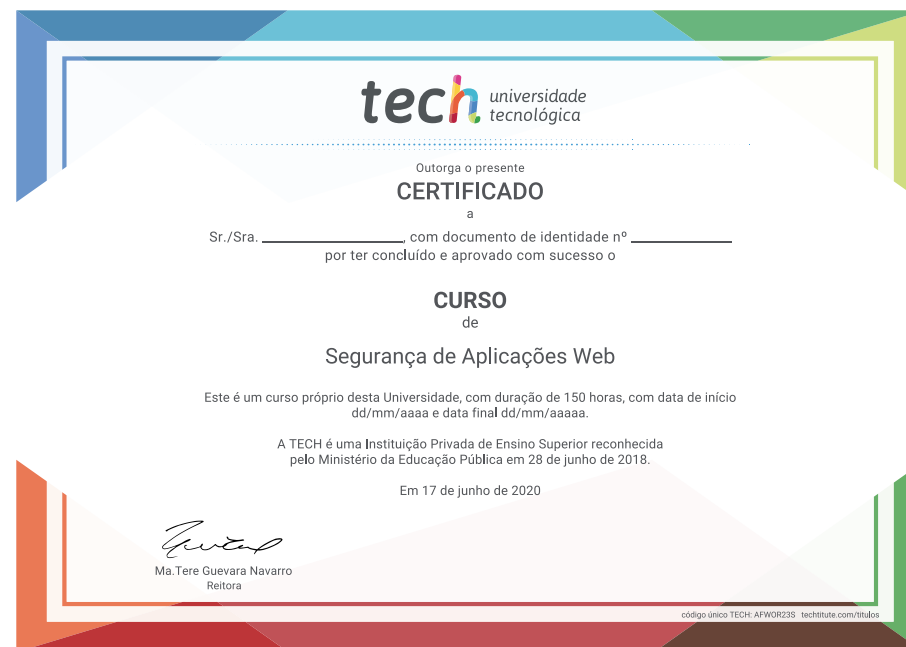 tech universidade
tecnológica
Outorga o presente
CERTIFICADO
a
Sr./Sra. ____________________, com documento de identidade nº ______________
por ter concluído e aprovado com sucesso o
CURSO
de
Segurança de Aplicações Web
Este é um curso próprio desta Universidade, com duração de 150 horas, com data de início
dd/mm/aaaa e data final dd/mm/aaaaa.
A TECH é uma Instituição Privada de Ensino Superior reconhecida
pelo Ministério da Educação Pública em 28 de junho de 2018.
Em 17 de junho de 2020
Ma.Tere Guevara Navarro
Reitora
código único TECH: AFWOR23S techtitute.com/titulos